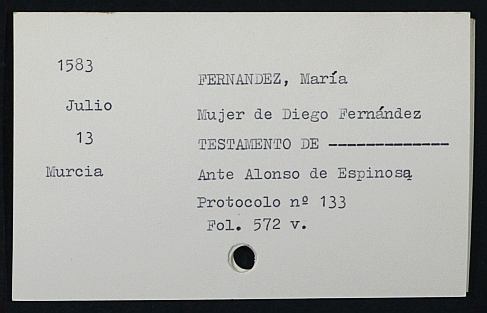 1583
Julio
13
Murcia
FERNANDEZ, María
Mujer de Diego Fernández
TESTAMENTO DE -------------
Ante Alonso de Espinosa
Protocolo nº 133
Fol. 572 v.